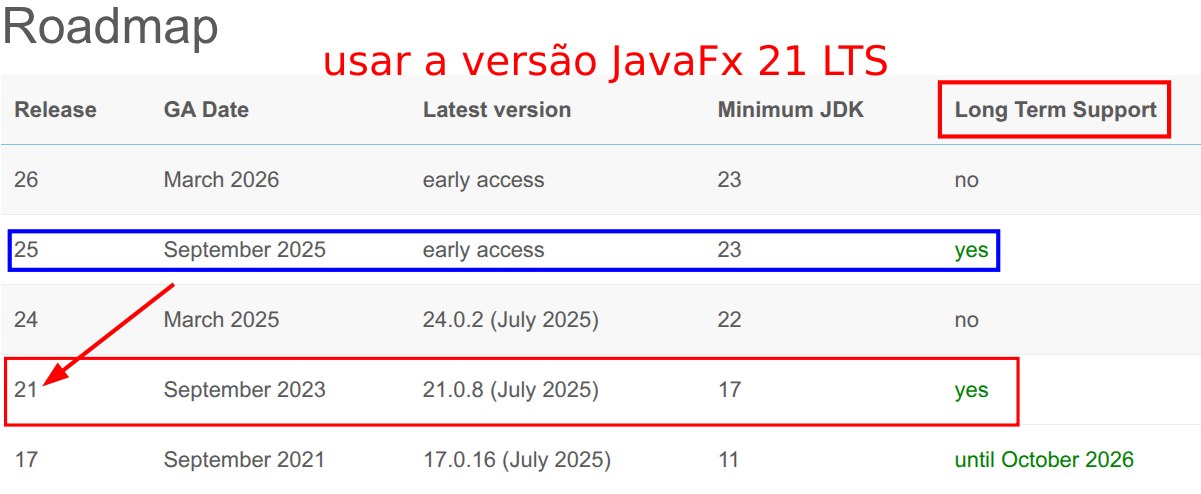 Roadmap
usar a versão JavaFx 21 LTS
Release GA Date Latest version Minimum JDK Long Term Support
26 March 2026 early access 23 no
25 September 2025 early access 23 yes
24 March 2025 24.0.2 (July 2025) 22 no
21 September 2023 21.0.8 (July 2025) 17 yes
17 September 2021 17.0.16 (July 2025) 11 until October 2026